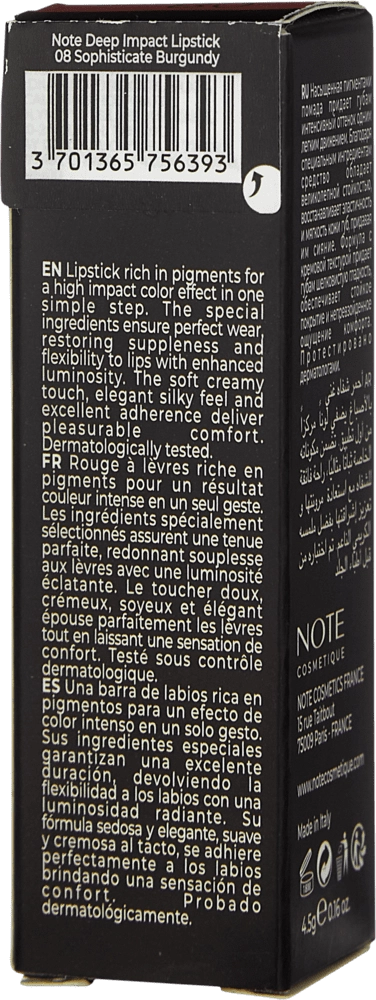 Note Deep Impact Lipstick
08 Sophisticate Burgundy
3 701365 756393
EN Lipstick rich in pigments for
a high impact color effect in one
simple step. The special
ingredients ensure perfect wear,
restoring suppleness and
flexibility to lips with enhanced
luminosity. The soft creamy
touch, elegant silky feel and
excellent adherence deliver
pleasurable comfort.
Dermatologically tested.
FR Rouge à lèvres riche en
pigments pour un résultat
couleur intense en un seul geste.
Les ingrédients spécialement
sélectionnés assurent une tenue
parfaite, redonnant souplesse
aux lèvres avec une luminosité
éclatante. Le toucher doux,
crémeux, soyeux et élégant
épouse parfaitement les lèvres
tout en laissant une sensation de
confort. Testé sous contrôle
dermatologique.
ES Una barra de labios rica en
pigmentos para un efecto de
color intenso en un solo gesto.
Sus ingredientes especiales
garantizan una excelente
duración, devolviendo la
flexibilidad a los labios con una
luminosidad radiante. Su
fórmula sedosa y elegante, suave
y cremosa al tacto, se adhiere
perfectamente a los labios
brindando una sensación de
confort. Probado
dermatológicamente.
RU Насыщенная пигментами
помада придает губам
интенсивный оттенок одним
легким движением. Благодаря
специальным ингредиентам
средство обладает
великолепной стойкостью,
восстанавливает эластичность
и мягкость кожи губ, придавая
им сияние. Формула с
кремовой текстурой придает
губам шелковистую гладкость,
обеспечивает стойкое
покрытие и непревзойденное
ощущение комфорта.
Протестировано
дерматологами.
AR أحمر شفاه غني
NOTE
COSMETIQUE
NOTE COSMETICS FRANCE
15 rue Taitbout,
75009 Paris - FRANCE
www.notecosmetique.com
Made in Italy
4.5g e 0.16 oz.